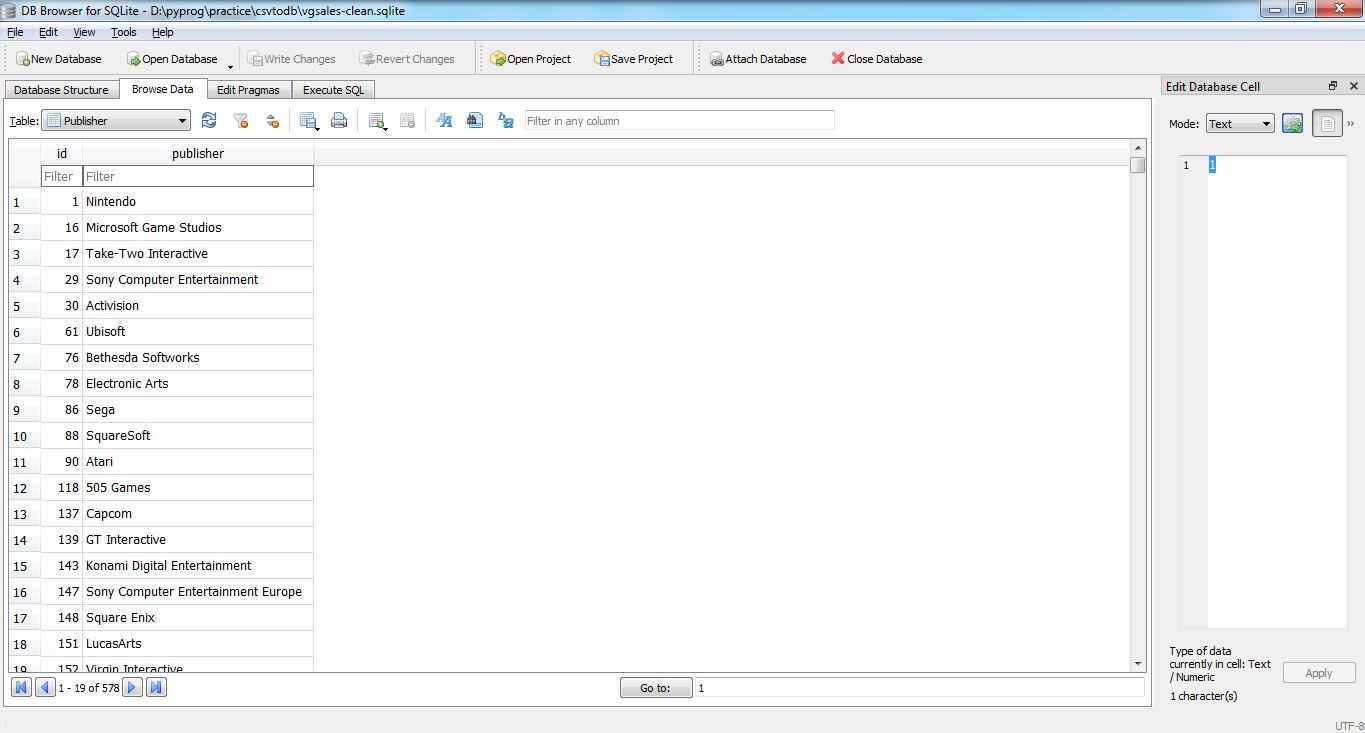 DB Browser for SQLite - D:\pyprog\practice\csvtodb\vgsales-clean.sqlite
File Edit View Tools Help
New Database Open Database Write Changes Revert Changes Open Project Save Project Attach Database Close Database
Database Structure Browse Data Edit Pragmas Execute SQL
Edit Database Cell
Table: Publisher Filter in any column
Mode: Text »
id publisher
Filter Filter
1 1 Nintendo
2 16 Microsoft Game Studios
3 17 Take-Two Interactive
4 29 Sony Computer Entertainment
5 30 Activision
6 61 Ubisoft
7 76 Bethesda Softworks
8 78 Electronic Arts
9 86 Sega
10 88 SquareSoft
11 90 Atari
12 118 505 Games
13 137 Capcom
14 139 GT Interactive
15 143 Konami Digital Entertainment
16 147 Sony Computer Entertainment Europe
17 148 Square Enix
18 151 LucasArts
19 152 Virgin Interactive
1 - 19 of 578 Go to: 1
1 1
Type of data
currently in cell: Text
/ Numeric
1 character(s)
Apply
UTF-8